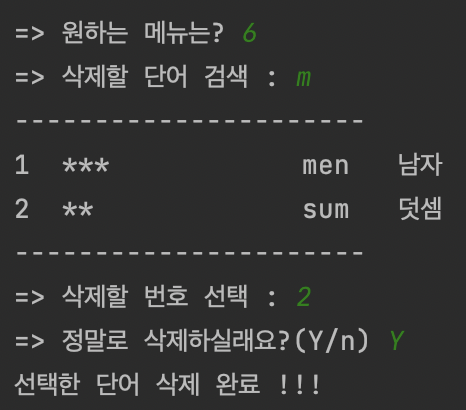 => 원하는 메뉴는? 6
=> 삭제할 단어 검색 : m
----------------------
1  ***            men   남자
2  **             sum   덧셈
----------------------
=> 삭제할 번호 선택 : 2
=> 정말로 삭제하실래요?(Y/n) Y
선택한 단어 삭제 완료 !!!